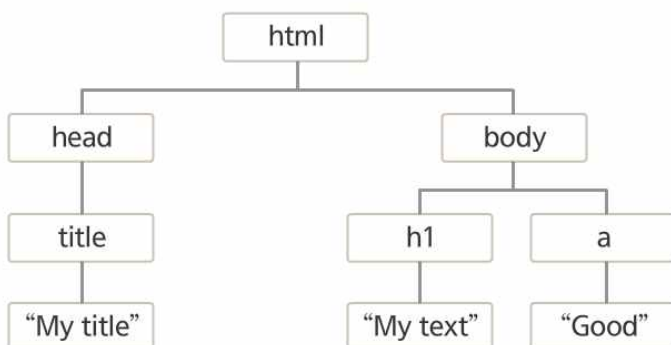 html
head body
title h1 a
“My title” “My text” “Good”